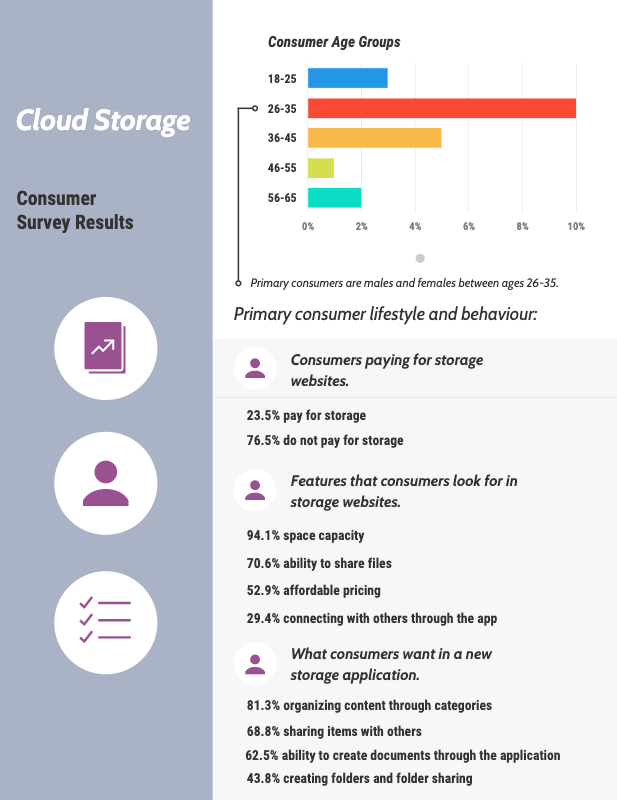 Cloud Storage
Consumer
Survey Results
Consumer Age Groups
18-25
26-35
36-45
46-55
56-65
0% 2% 4% 6% 8% 10%
Primary consumers are males and females between ages 26-35.
Primary consumer lifestyle and behaviour:
Consumers paying for storage
websites.
23.5% pay for storage
76.5% do not pay for storage
Features that consumers look for in
storage websites.
94.1% space capacity
70.6% ability to share files
52.9% affordable pricing
29.4% connecting with others through the app
What consumers want in a new
storage application.
81.3% organizing content through categories
68.8% sharing items with others
62.5% ability to create documents through the application
43.8% creating folders and folder sharing